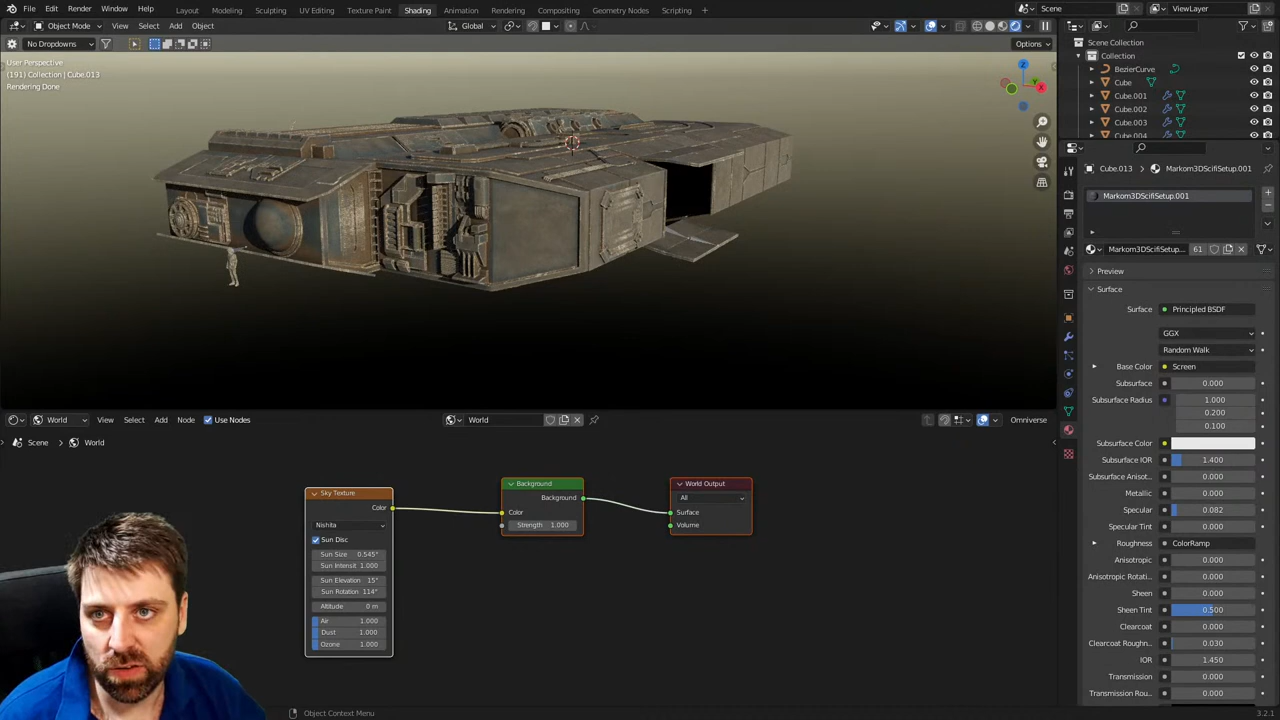 File Edit Render Window Help Layout Modeling Sculpting UV Editing Texture Paint Shading Animation Rendering Compositing Geometry Nodes Scripting + Scene ViewLayer
Object Mode View Select Add Object Global
No Dropdowns Options
User Perspective
(191) Collection | Cube.013
Rendering Done
Z
Y
X
Scene Collection
Collection
BezierCurve
Cube
Cube.001
Cube.002
Cube.003
Cube.004
Cube.013 Markom3DScifiSetup.001
Markom3DScifiSetup.001
Markom3DScifiSetup... 61
Preview
Surface
Surface Principled BSDF
GGX
Random Walk
Base Color Screen
Subsurface 0.000
Subsurface Radius 1.000
0.200
0.100
Subsurface Color
Subsurface IOR 1.400
Subsurface Anisot... 0.000
Metallic 0.000
Specular 0.082
Specular Tint 0.000
Roughness ColorRamp
Anisotropic 0.000
Anisotropic Rotati... 0.000
Sheen 0.000
Sheen Tint 0.500
Clearcoat 0.000
Clearcoat Roughn... 0.030
IOR 1.450
Transmission 0.000
Transmission Rou... 0.000
World View Select Add Node Use Nodes World Omniverse
Scene World
Sky Texture
Color
Nishita
Sun Disc
Sun Size 0.545°
Sun Intensit 1.000
Sun Elevation 15°
Sun Rotation 114°
Altitude 0 m
Air 1.000
Dust 1.000
Ozone 1.000
Background
Background
Color
Strength 1.000
World Output
All
Surface
Volume
Object Context Menu
3.2.1